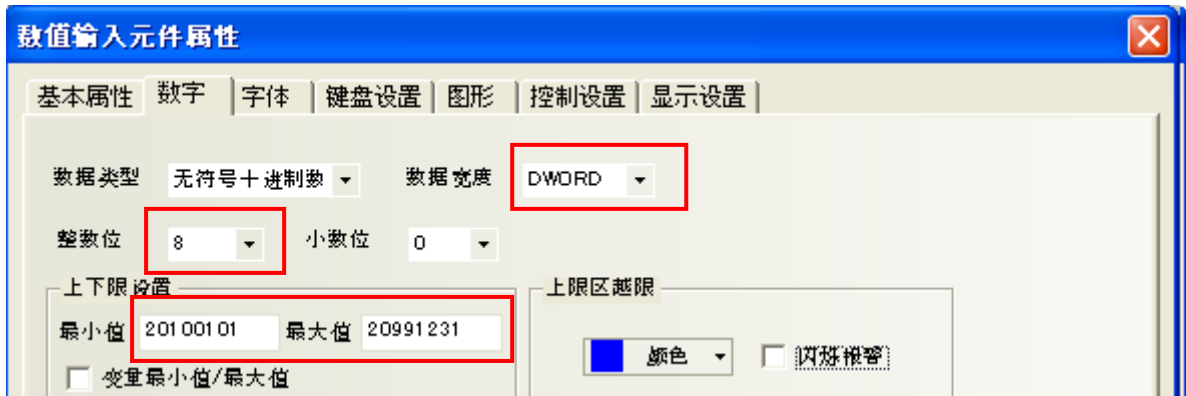 数值输入元件属性
基本属性 数字 字体 键盘设置 图形 控制设置 显示设置
数据类型 无符号十进制数 数据宽度 DWORD
整数位 8 小数位 0
上下限设置 上限区越限
最小值 20100101 最大值 20991231 颜色 闪烁报警
变量最小值/最大值